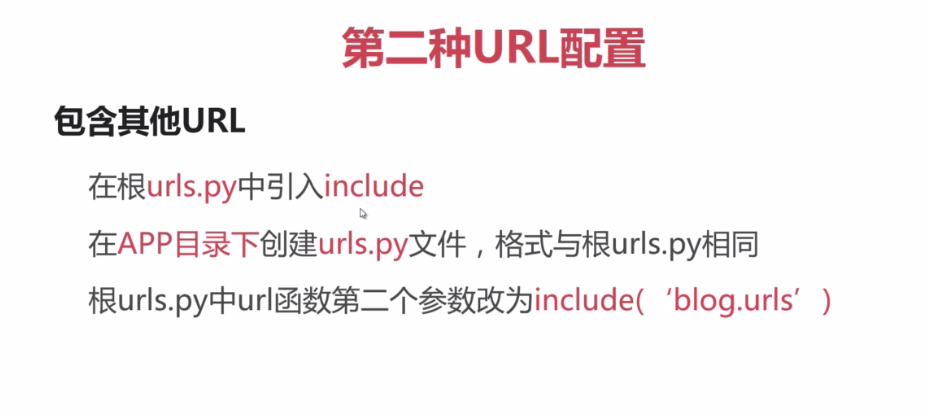 第二种URL配置
包含其他URL
在根urls.py中引入include
在APP目录下创建urls.py文件，格式与根urls.py相同
根urls.py中url函数第二个参数改为include(‘blog.urls’)